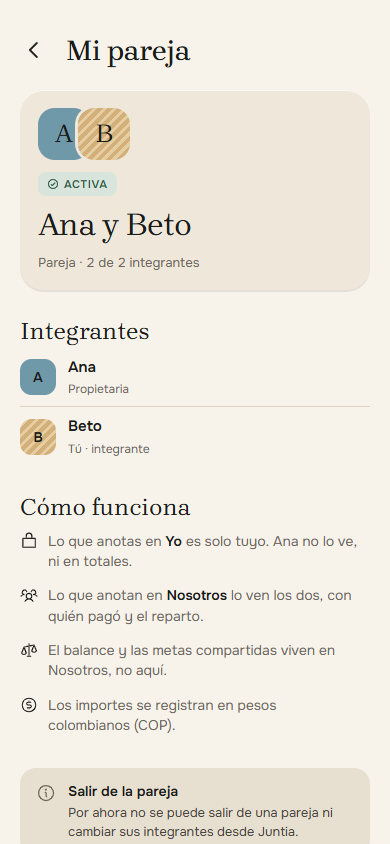 Mi pareja
A B
ACTIVA
Ana y Beto
Pareja · 2 de 2 integrantes
Integrantes
A
Ana
Propietaria
B
Beto
Tú · integrante
Cómo funciona
Lo que anotas en Yo es solo tuyo. Ana no lo ve,
ni en totales.
Lo que anotan en Nosotros lo ven los dos, con
quién pagó y el reparto.
El balance y las metas compartidas viven en
Nosotros, no aquí.
Los importes se registran en pesos
colombianos (COP).
Salir de la pareja
Por ahora no se puede salir de una pareja ni
cambiar sus integrantes desde Juntia.